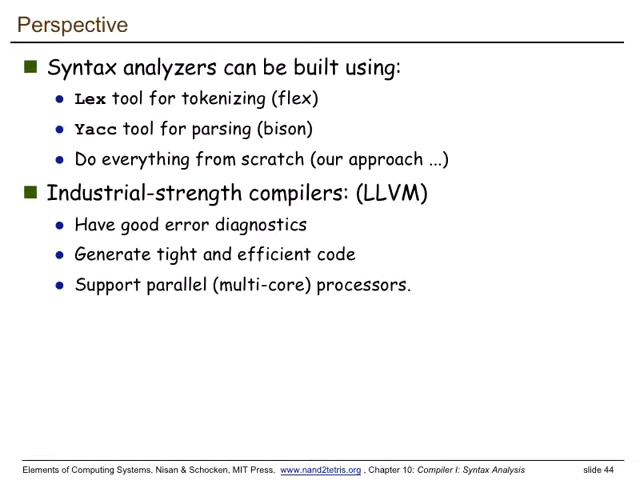 Perspective
Syntax analyzers can be built using:
Lex tool for tokenizing (flex)
Yacc tool for parsing (bison)
Do everything from scratch (our approach ...)
Industrial-strength compilers: (LLVM)
Have good error diagnostics
Generate tight and efficient code
Support parallel (multi-core) processors.
Elements of Computing Systems, Nisan & Schocken, MIT Press, www.nand2tetris.org , Chapter 10: Compiler I: Syntax Analysis slide 44